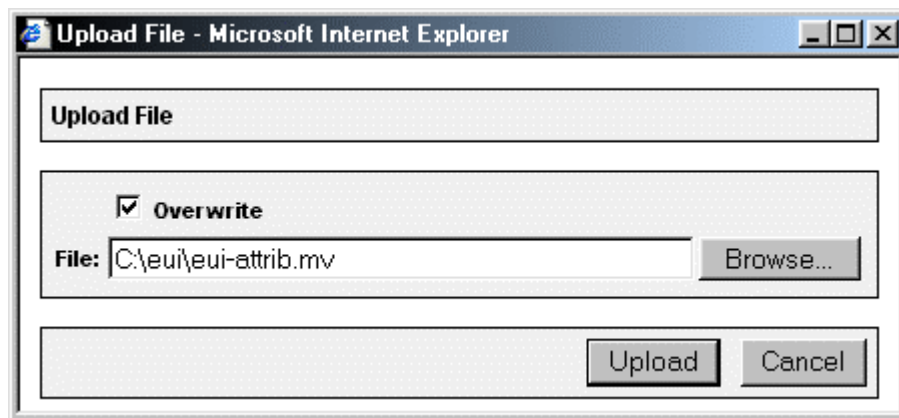 Upload File - Microsoft Internet Explorer
Upload File
Overwrite
File: C:\eui\eui-attrib.mv Browse...
Upload Cancel